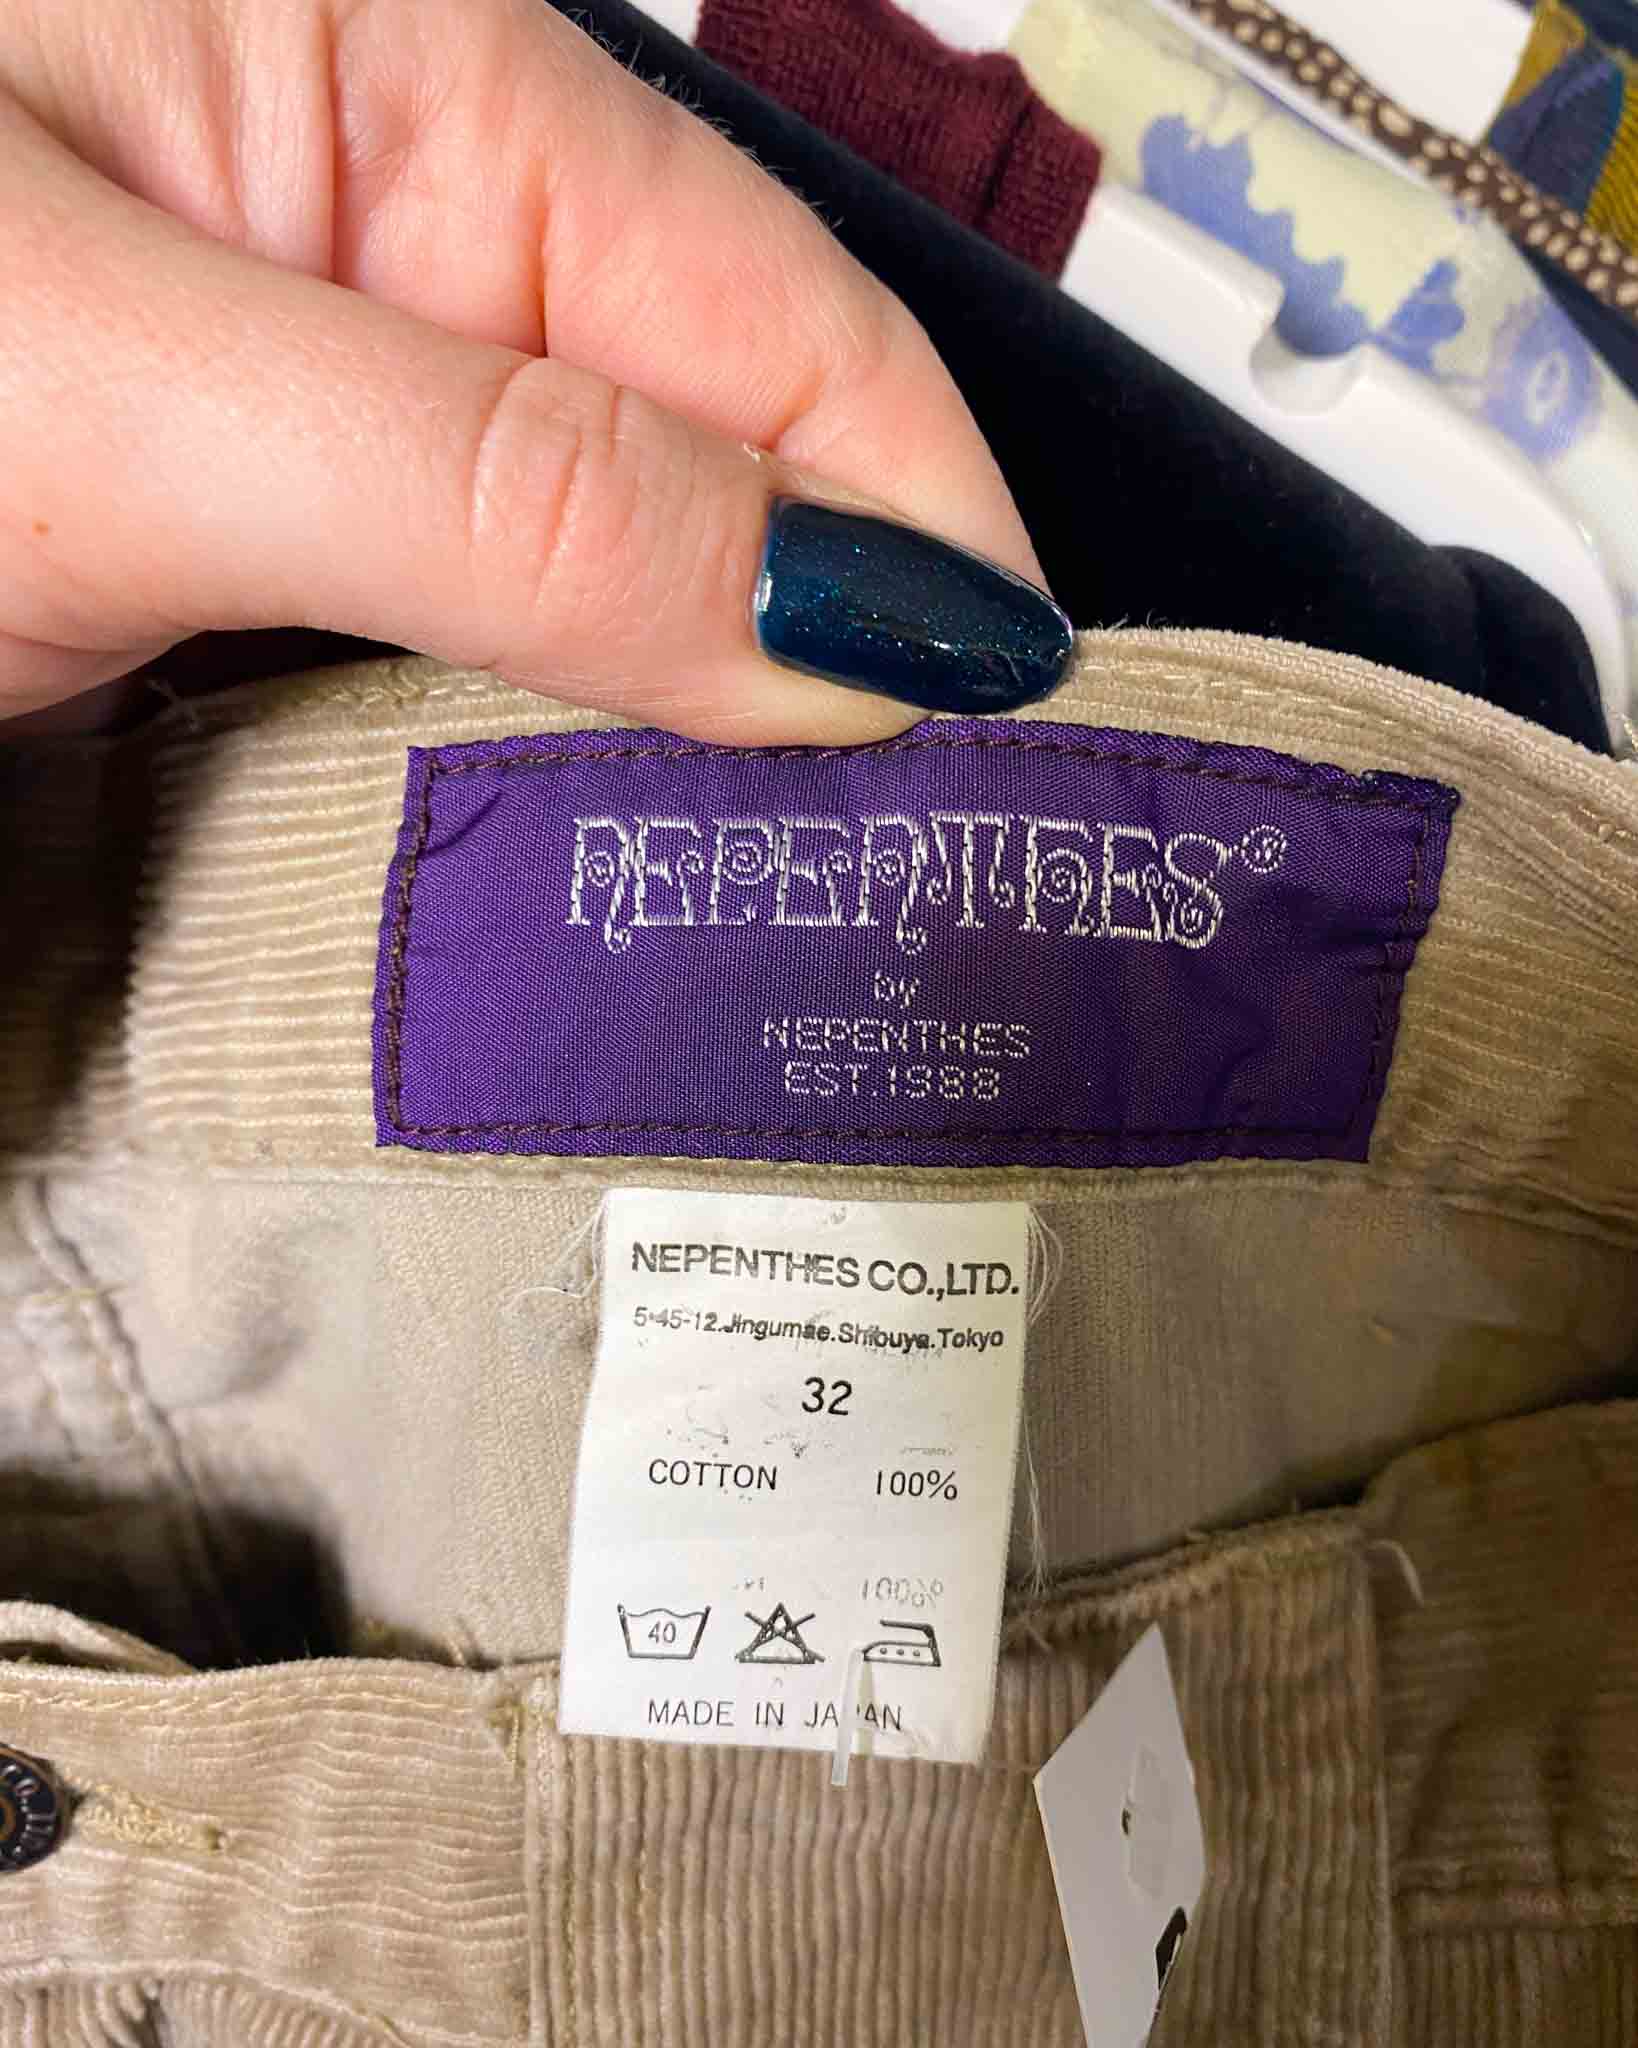 NEPENTHES®
by
NEPENTHES
EST.1988
NEPENTHES CO.,LTD.
5-45-12.Jingumae.Shibuya.Tokyo
32
COTTON 100%
40
MADE IN JAPAN